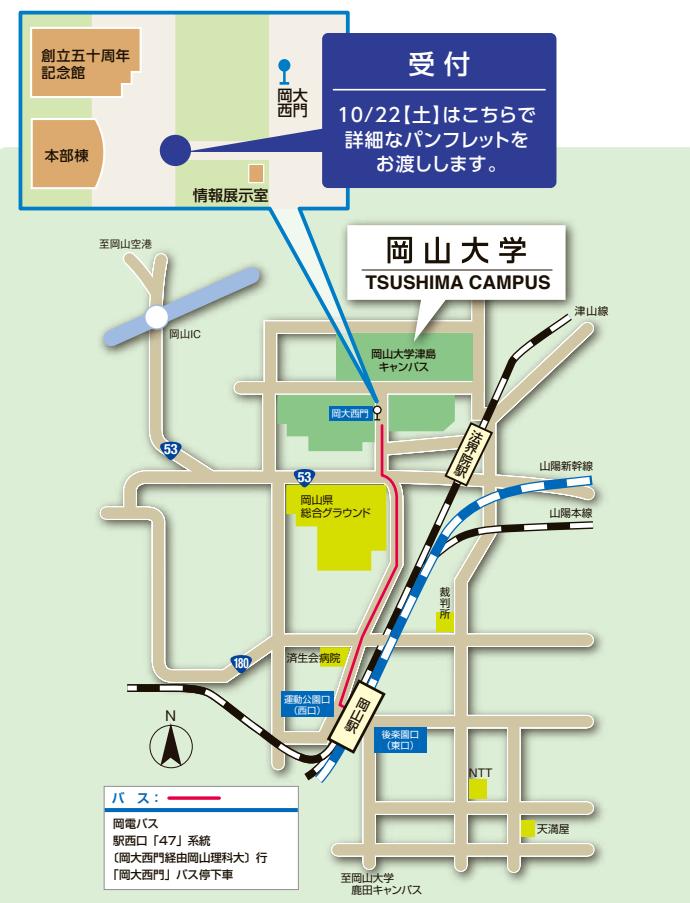 創立五十周年
記念館
岡大
西門
本部棟
情報展示室
受付
10/22【土】はこちらで
詳細なパンフレットを
お渡しします。
岡山大学
TSUSHIMA CAMPUS
至岡山空港
岡山IC
津山線
岡山大学津島
キャンパス
岡大西門
法界院駅
53
53
山陽新幹線
岡山県
総合グラウンド
山陽本線
裁判所
180
済生会病院
運動公園口
(西口)
岡山駅
N
後楽園口
(東口)
NTT
天満屋
バス:
岡電バス
駅西口「47」系統
〔岡大西門経由岡山理科大〕行
「岡大西門」バス停下車
至岡山大学
鹿田キャンパス